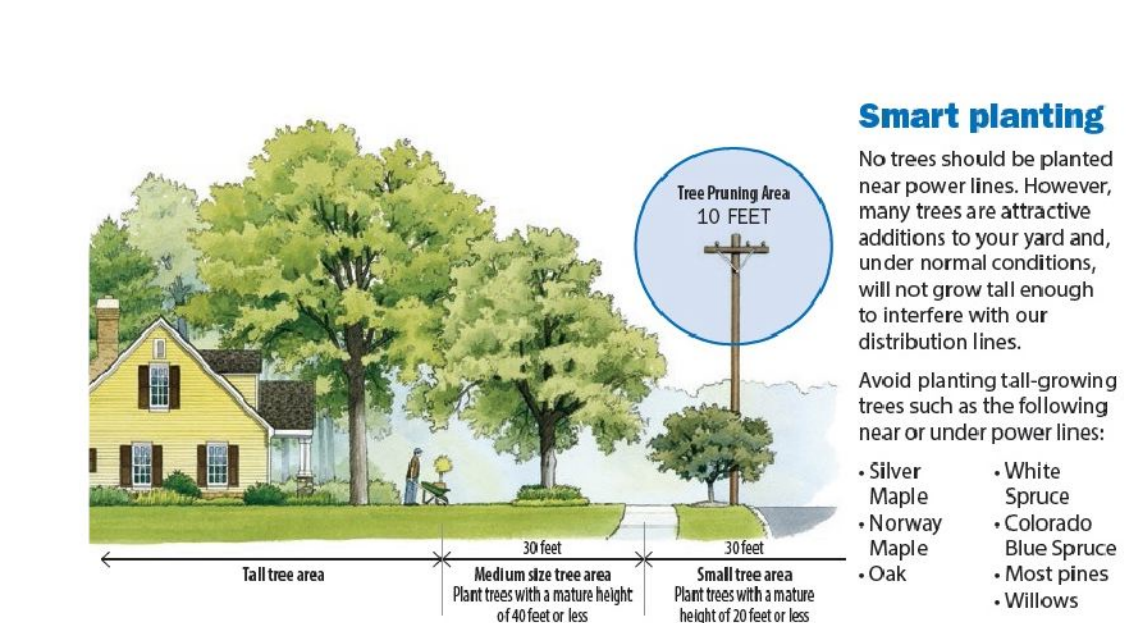 Smart planting
No trees should be planted
near power lines. However,
many trees are attractive
additions to your yard and,
under normal conditions,
will not grow tall enough
to interfere with our
distribution lines.
Avoid planting tall-growing
trees such as the following
near or under power lines:
• Silver
Maple
• Norway
Maple
• Oak
• White
Spruce
• Colorado
Blue Spruce
• Most pines
• Willows
Tree Pruning Area
10 FEET
Tall tree area
30 feet
Medium size tree area
Plant trees with a mature height
of 40 feet or less
30 feet
Small tree area
Plant trees with a mature
height of 20 feet or less